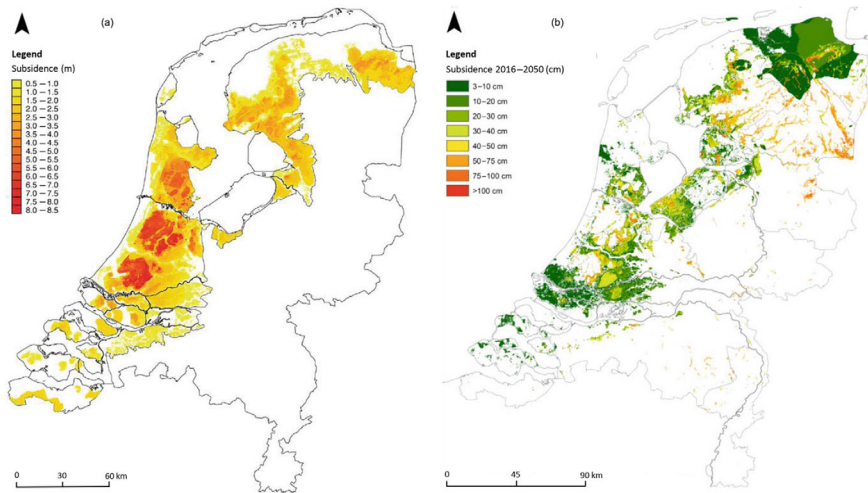 (a)
Legend
Subsidence (m)
0.5 – 1.0
1.0 – 1.5
1.5 – 2.0
2.0 – 2.5
2.5 – 3.0
3.0 – 3.5
3.5 – 4.0
4.0 – 4.5
4.5 – 5.0
5.0 – 5.5
5.5 – 6.0
6.0 – 6.5
6.5 – 7.0
7.0 – 7.5
7.5 – 8.0
8.0 – 8.5
0 30 60 km
(b)
Legend
Subsidence 2016–2050 (cm)
3–10 cm
10–20 cm
20–30 cm
30–40 cm
40–50 cm
50–75 cm
75–100 cm
>100 cm
0 45 90 km